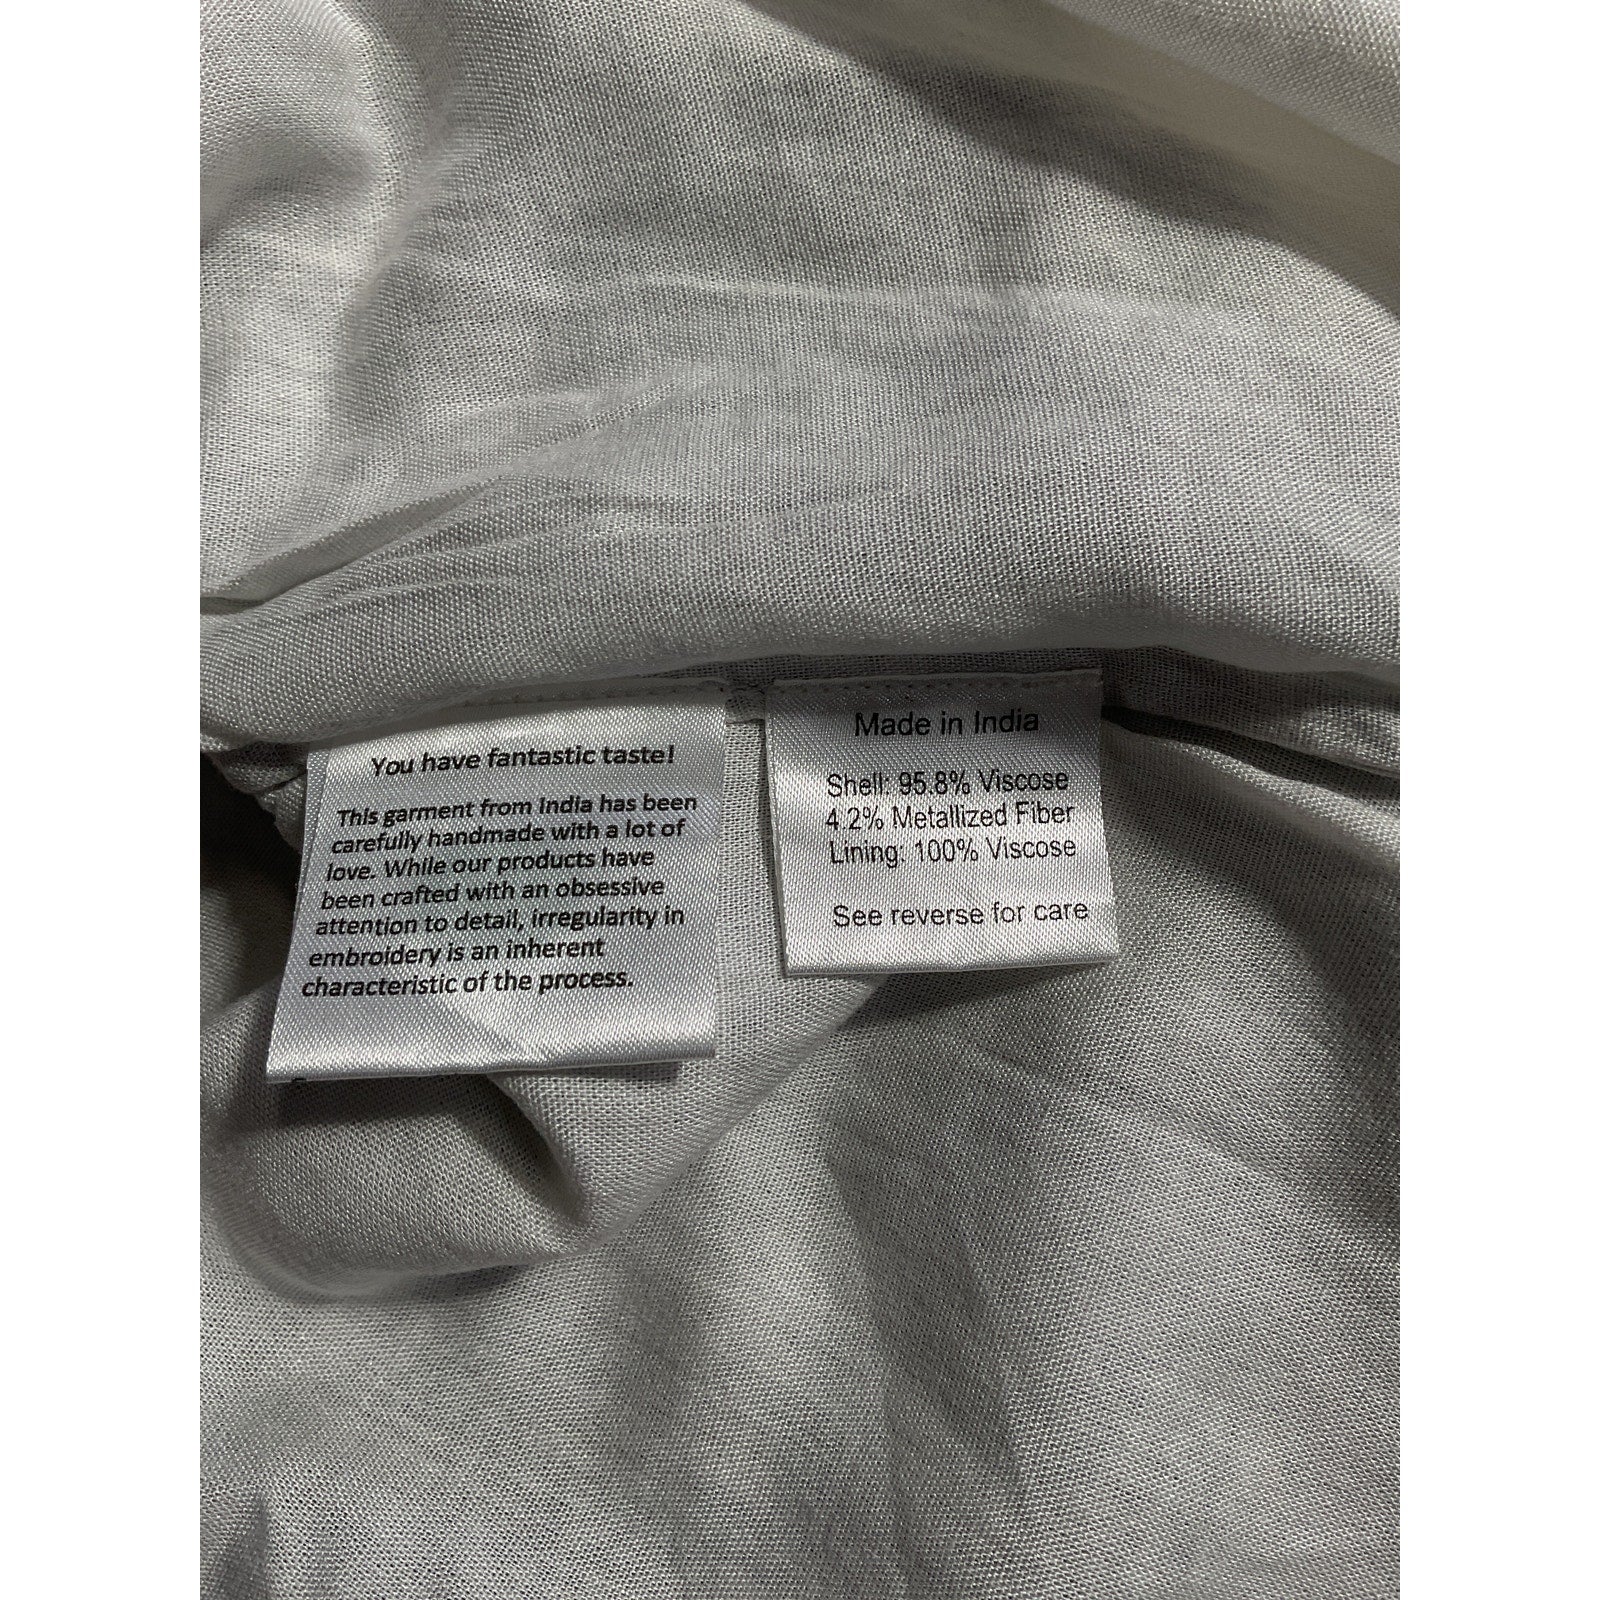 You have fantastic taste!
This garment from India has been
carefully handmade with a lot of
love. While our products have
been crafted with an obsessive
attention to detail, irregularity in
embroidery is an inherent
characteristic of the process.
Made in India
Shell: 95.8% Viscose
4.2% Metallized Fiber
Lining: 100% Viscose
See reverse for care